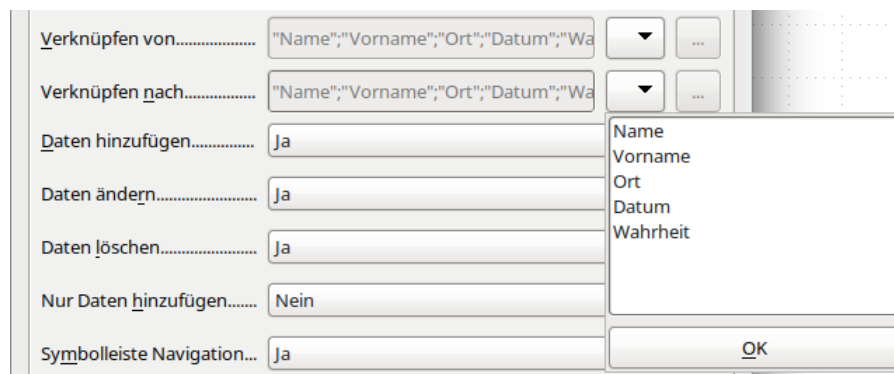 Verknüpfen von................... "Name";"Vorname";"Ort";"Datum";"Wa ...
Verknüpfen nach................. "Name";"Vorname";"Ort";"Datum";"Wa ...
Daten hinzufügen............... Ja
Name
Vorname
Daten ändern........................ Ja
Ort
Datum
Wahrheit
Daten löschen....................... Ja
Nur Daten hinzufügen....... Nein
Symbolleiste Navigation... Ja
OK